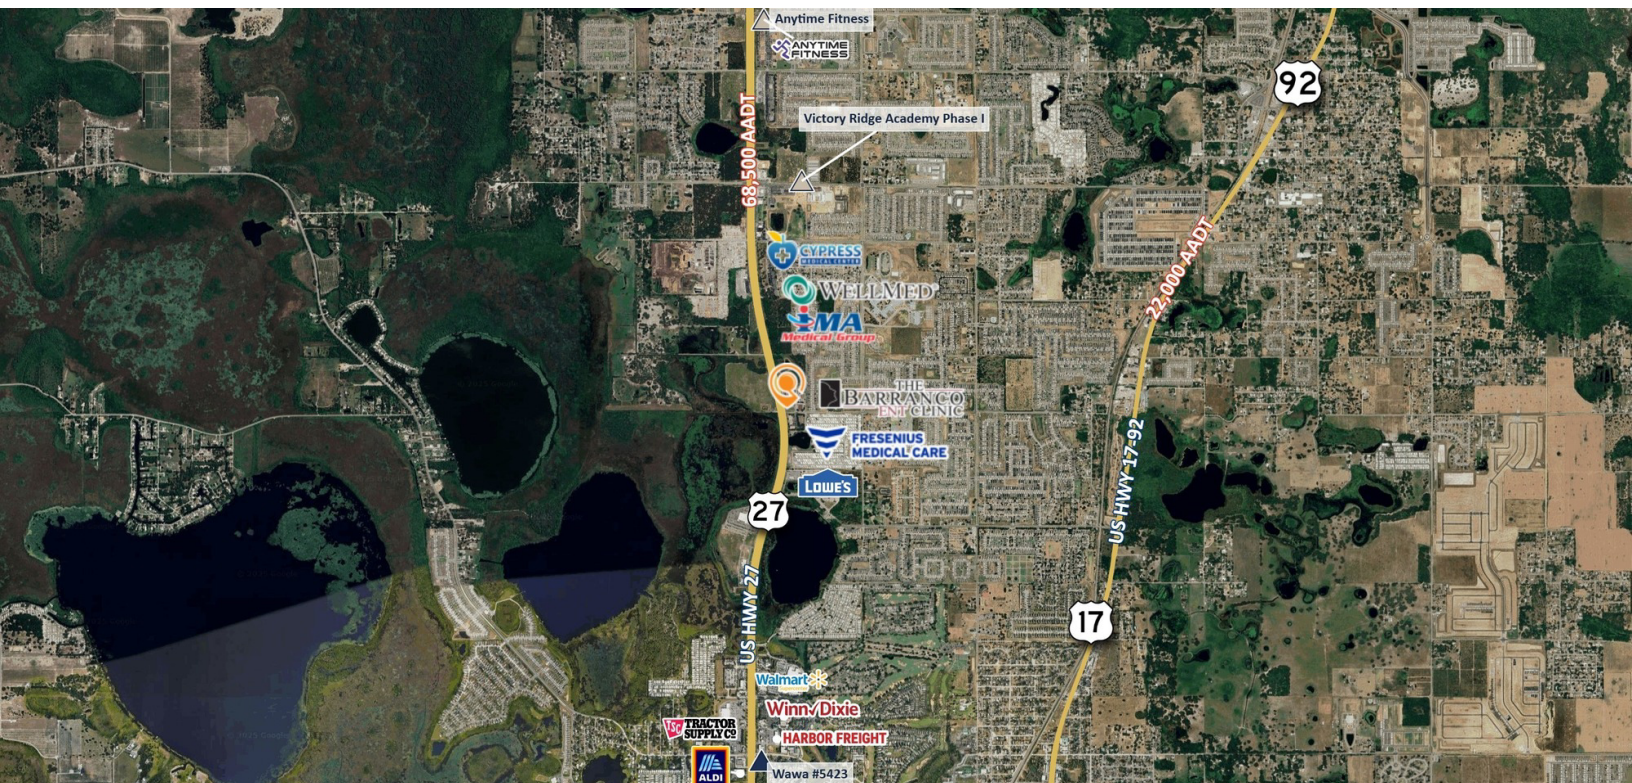 Anytime Fitness
ANYTIME
FITNESS
92
Victory Ridge Academy Phase I
68,500 AADT
CYPRESS
MEDICAL CENTER
22,000 AADT
WELLMED
IMA
Medical Group
THE
BARRANCO
ENT CLINIC
FRESENIUS
MEDICAL CARE
LOWE'S
27
US HWY 17-92
US HWY 27
17
Walmart
Winn Dixie
TSC TRACTOR
SUPPLY CO
HARBOR FREIGHT
ALDI
Wawa #5423